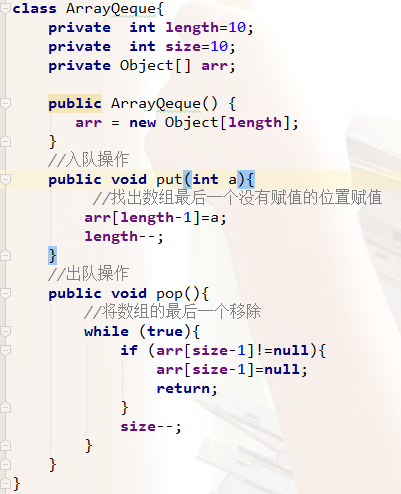 class ArrayQeque{
private  int length=10;
private  int size=10;
private Object[] arr;
public ArrayQeque() {
arr = new Object[length];
}
//入队操作
public void put(int a){
//找出数组最后一个没有赋值的位置赋值
arr[length-1]=a;
length--;
}
//出队操作
public void pop(){
//将数组的最后一个移除
while (true){
if (arr[size-1]!=null){
arr[size-1]=null;
return;
}
size--;
}
}
}